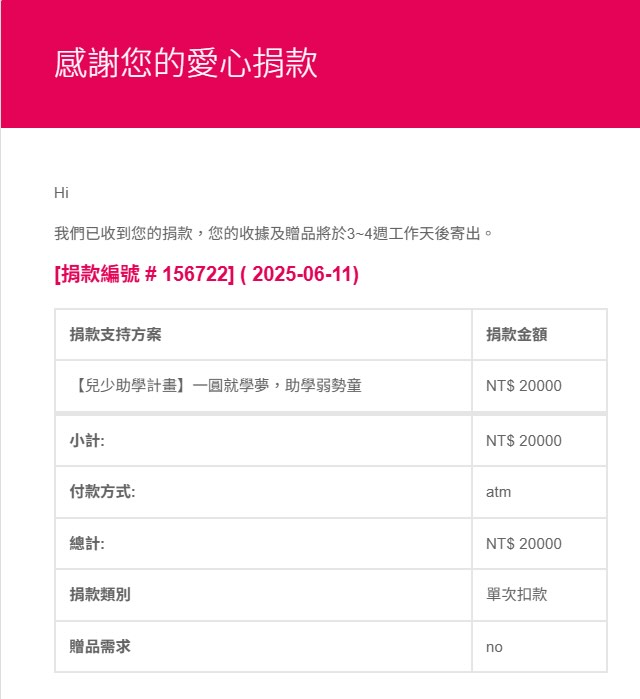 感謝您的愛心捐款
Hi
我們已收到您的捐款，您的收據及贈品將於3~4週工作天後寄出。
[捐款編號 # 156722] ( 2025-06-11)
捐款支持方案 捐款金額
【兒少助學計畫】一圓就學夢，助學弱勢童 NT$ 20000
小計: NT$ 20000
付款方式: atm
總計: NT$ 20000
捐款類別 單次扣款
贈品需求 no